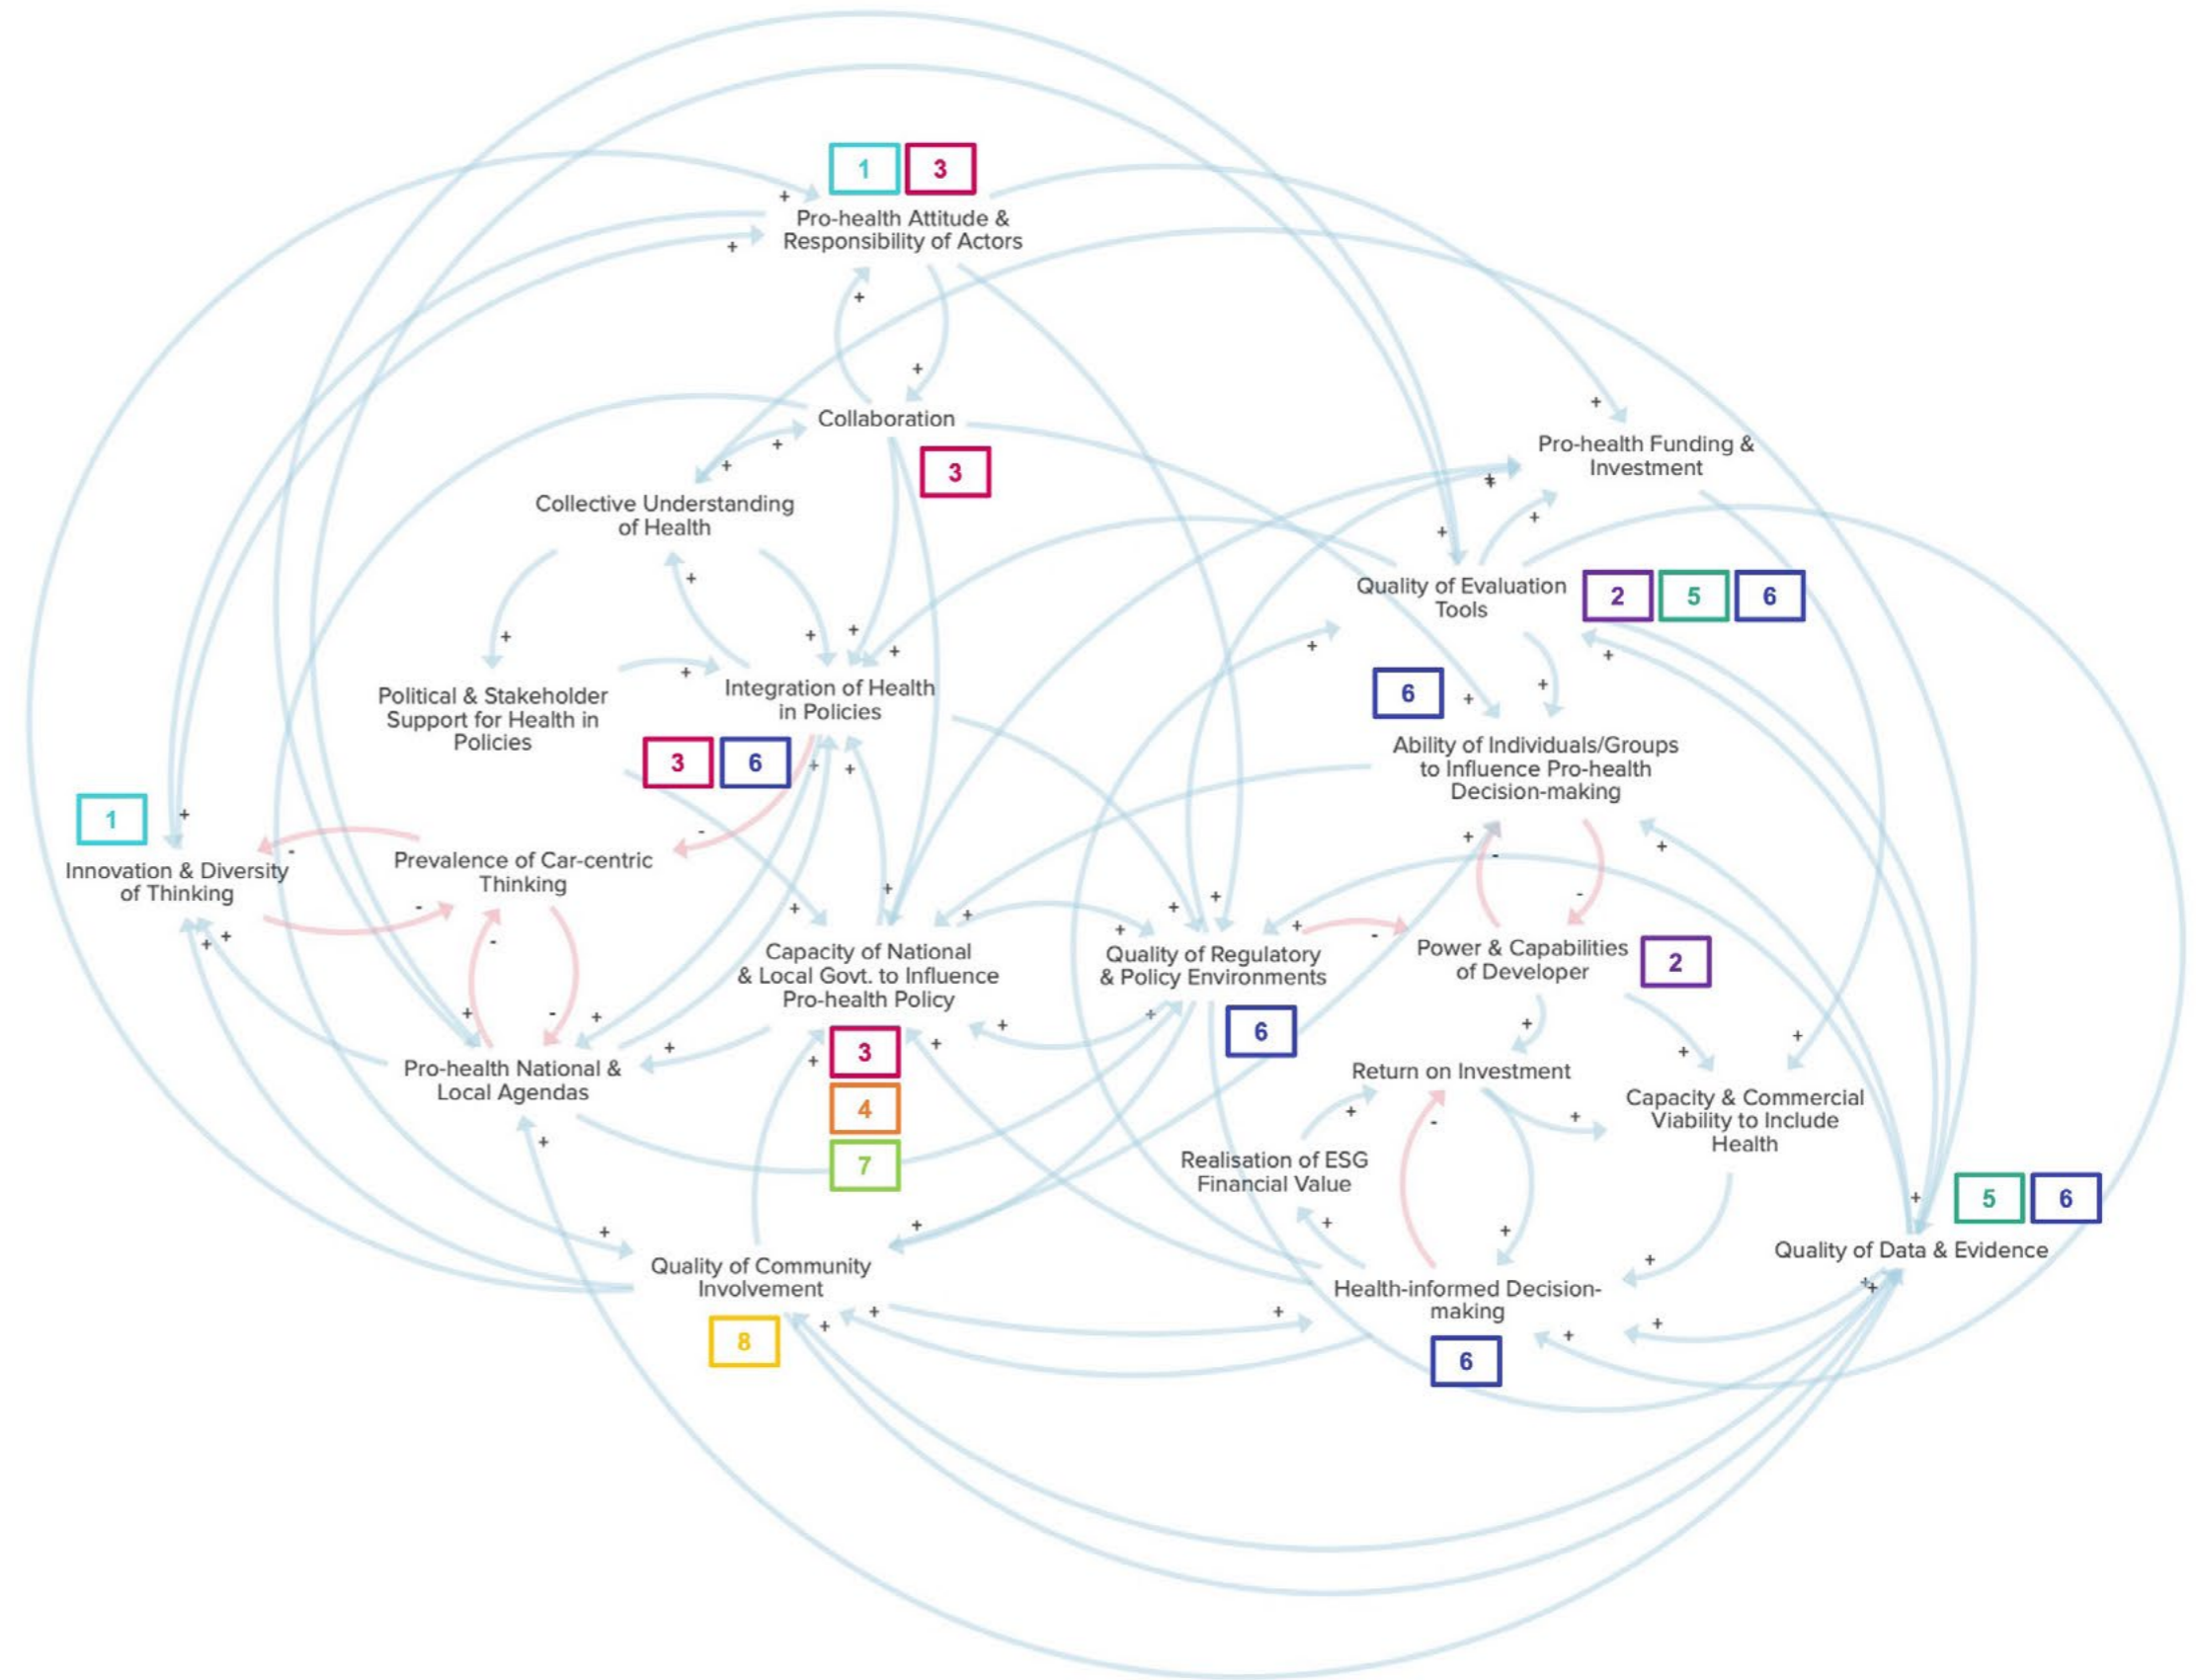 1 3
Pro-health Attitude &
Responsibility of Actors
Collaboration
3
Pro-health Funding &
Investment
Collective Understanding
of Health
Quality of Evaluation
Tools
2 5 6
Political & Stakeholder
Support for Health in
Policies
Integration of Health
in Policies
3 6
6
Ability of Individuals/Groups
to Influence Pro-health
Decision-making
1
Innovation & Diversity
of Thinking
Prevalence of Car-centric
Thinking
Capacity of National
& Local Govt. to Influence
Pro-health Policy
3
4
7
Quality of Regulatory
& Policy Environments
6
Power & Capabilities
of Developer
2
Pro-health National &
Local Agendas
Return on Investment
Capacity & Commercial
Viability to Include
Health
Realisation of ESG
Financial Value
5 6
Quality of Data & Evidence
Quality of Community
Involvement
8
Health-informed Decision-
making
6